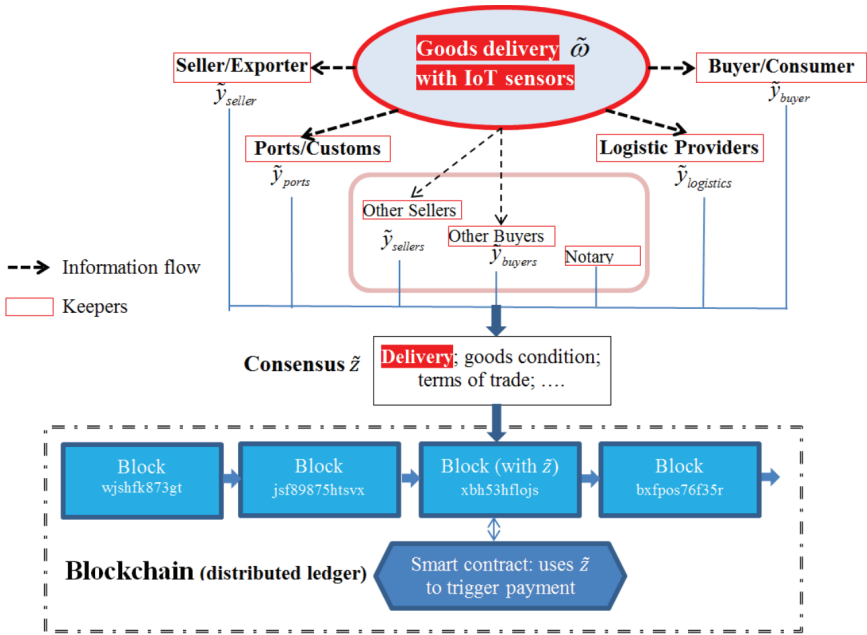 Goods delivery ω̃
with IoT sensors
Seller/Exporter
ỹseller
Buyer/Consumer
ỹbuyer
Ports/Customs
ỹports
Logistic Providers
ỹlogistics
Other Sellers
ỹsellers
Other Buyers
ỹbuyers
Notary
Information flow
Keepers
Consensus z̃
Delivery; goods condition;
terms of trade; ....
Block
wjshfk873gt
Block
jsf89875htsvx
Block (with z̃)
xbh53hflojs
Block
bxfpos76f35r
Blockchain (distributed ledger)
Smart contract: uses z̃
to trigger payment